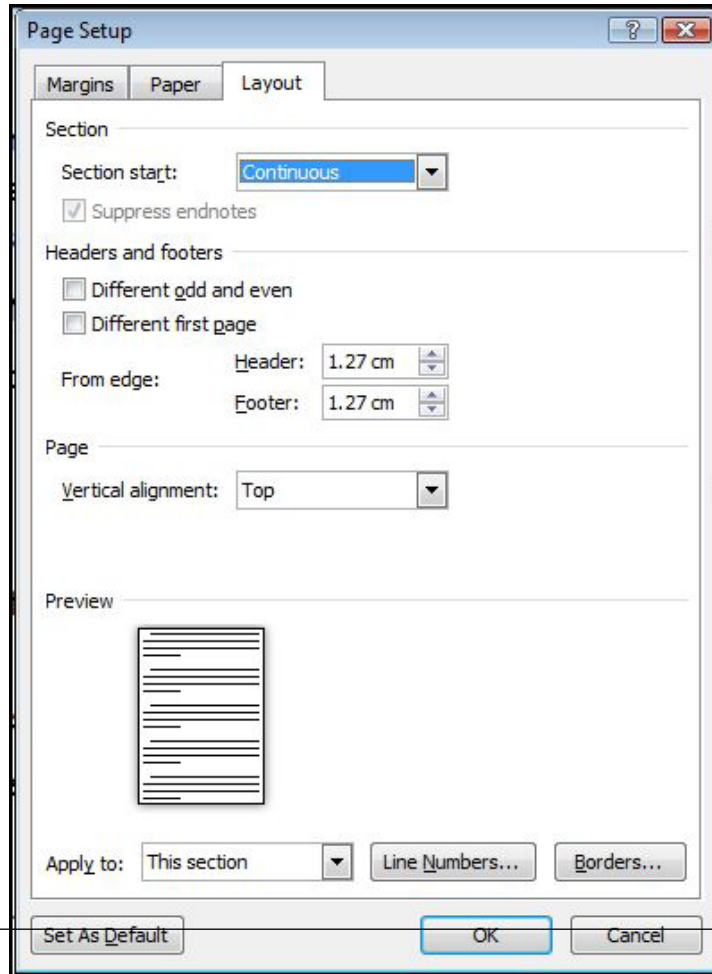 Page Setup
Margins Paper Layout
Section
Section start: Continuous
Suppress endnotes
Headers and footers
Different odd and even
Different first page
From edge:
Header: 1.27 cm
Footer: 1.27 cm
Page
Vertical alignment: Top
Preview
Apply to: This section Line Numbers... Borders...
Set As Default OK Cancel